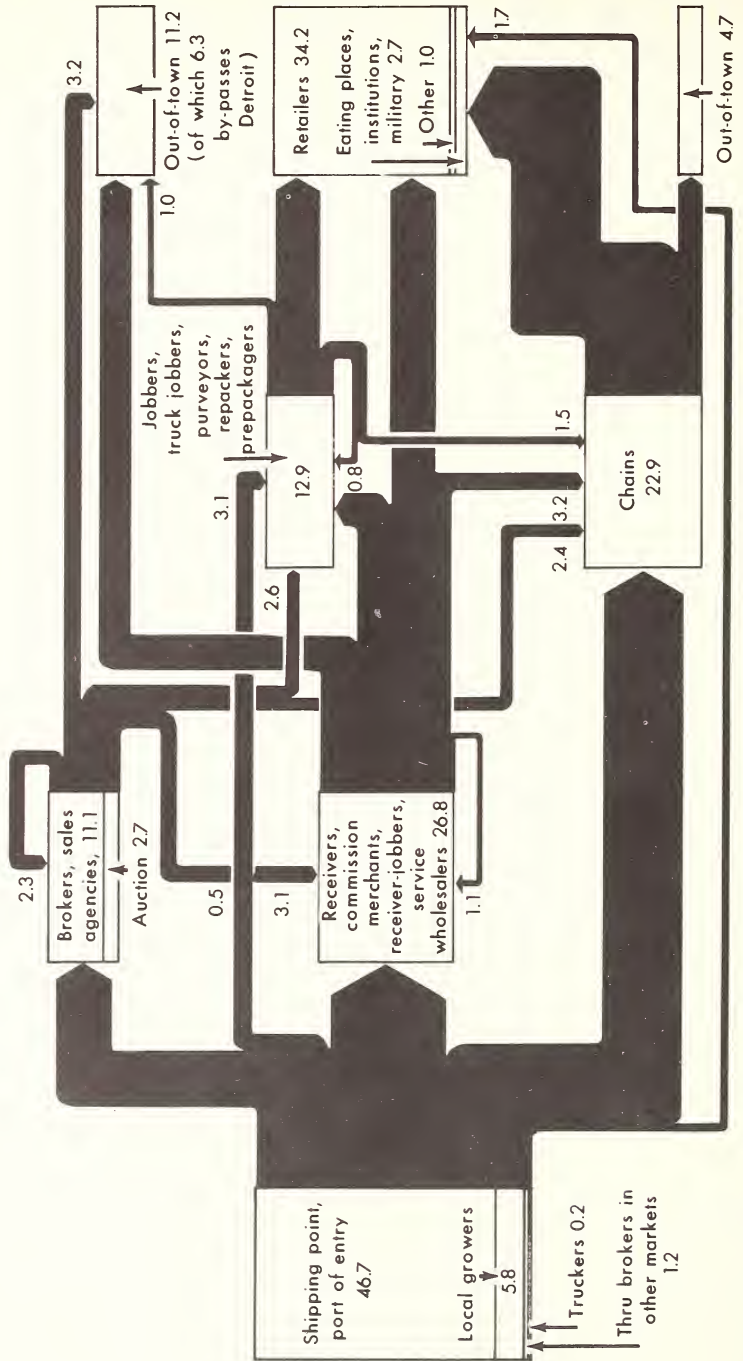 Shipping point,
port of entry
46.7
Local growers
5.8
Truckers 0.2
Thru brokers in
other markets
1.2
2.3
Brokers, sales
agencies, 11.1
Auction 2.7
0.5
3.1
Receivers,
commission
merchants,
receiver-jobbers,
service
wholesalers 26.8
1.1
3.1
2.6
Jobbers,
truck jobbers,
purveyors,
repackers,
prepackagers
12.9
0.8
2.4
3.2
1.5
Chains
22.9
3.2
1.0
Out-of-town 11.2
(of which 6.3
by-passes
Detroit)
Retailers 34.2
Eating places,
institutions,
military 2.7
Other 1.0
1.7
Out-of-town 4.7